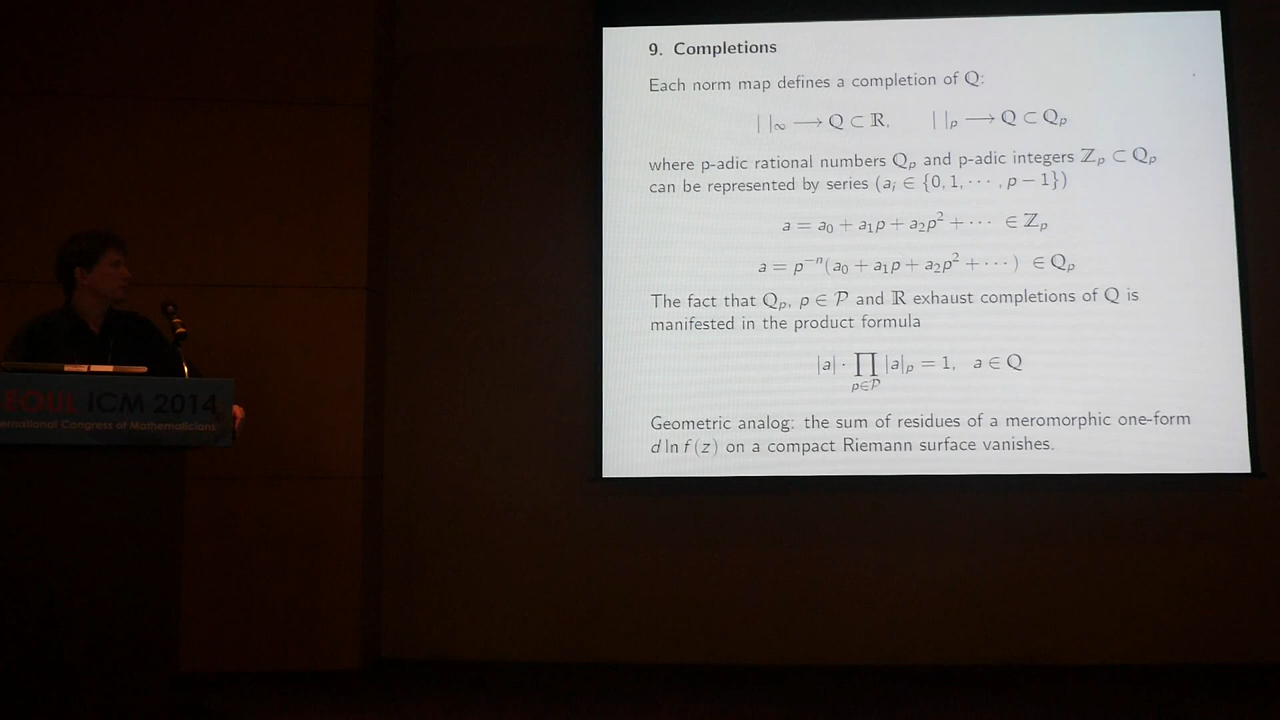 9. Completions
Each norm map defines a completion of ℚ:
| |∞ ⟶ ℚ ⊂ ℝ, | |ₚ ⟶ ℚ ⊂ ℚₚ
where p-adic rational numbers ℚₚ and p-adic integers ℤₚ ⊂ ℚₚ
can be represented by series (aᵢ ∈ {0, 1, ··· , p − 1})
a = a₀ + a₁p + a₂p² + ··· ∈ ℤₚ
a = p⁻ⁿ(a₀ + a₁p + a₂p² + ··· ) ∈ ℚₚ
The fact that ℚₚ, p ∈ 𝒫 and ℝ exhaust completions of ℚ is
manifested in the product formula
|a| · ∏ |a|ₚ = 1, a ∈ ℚ
p∈𝒫
Geometric analog: the sum of residues of a meromorphic one-form
d ln f(z) on a compact Riemann surface vanishes.
EOUL ICM 2014
ernational Congress of Mathematicians